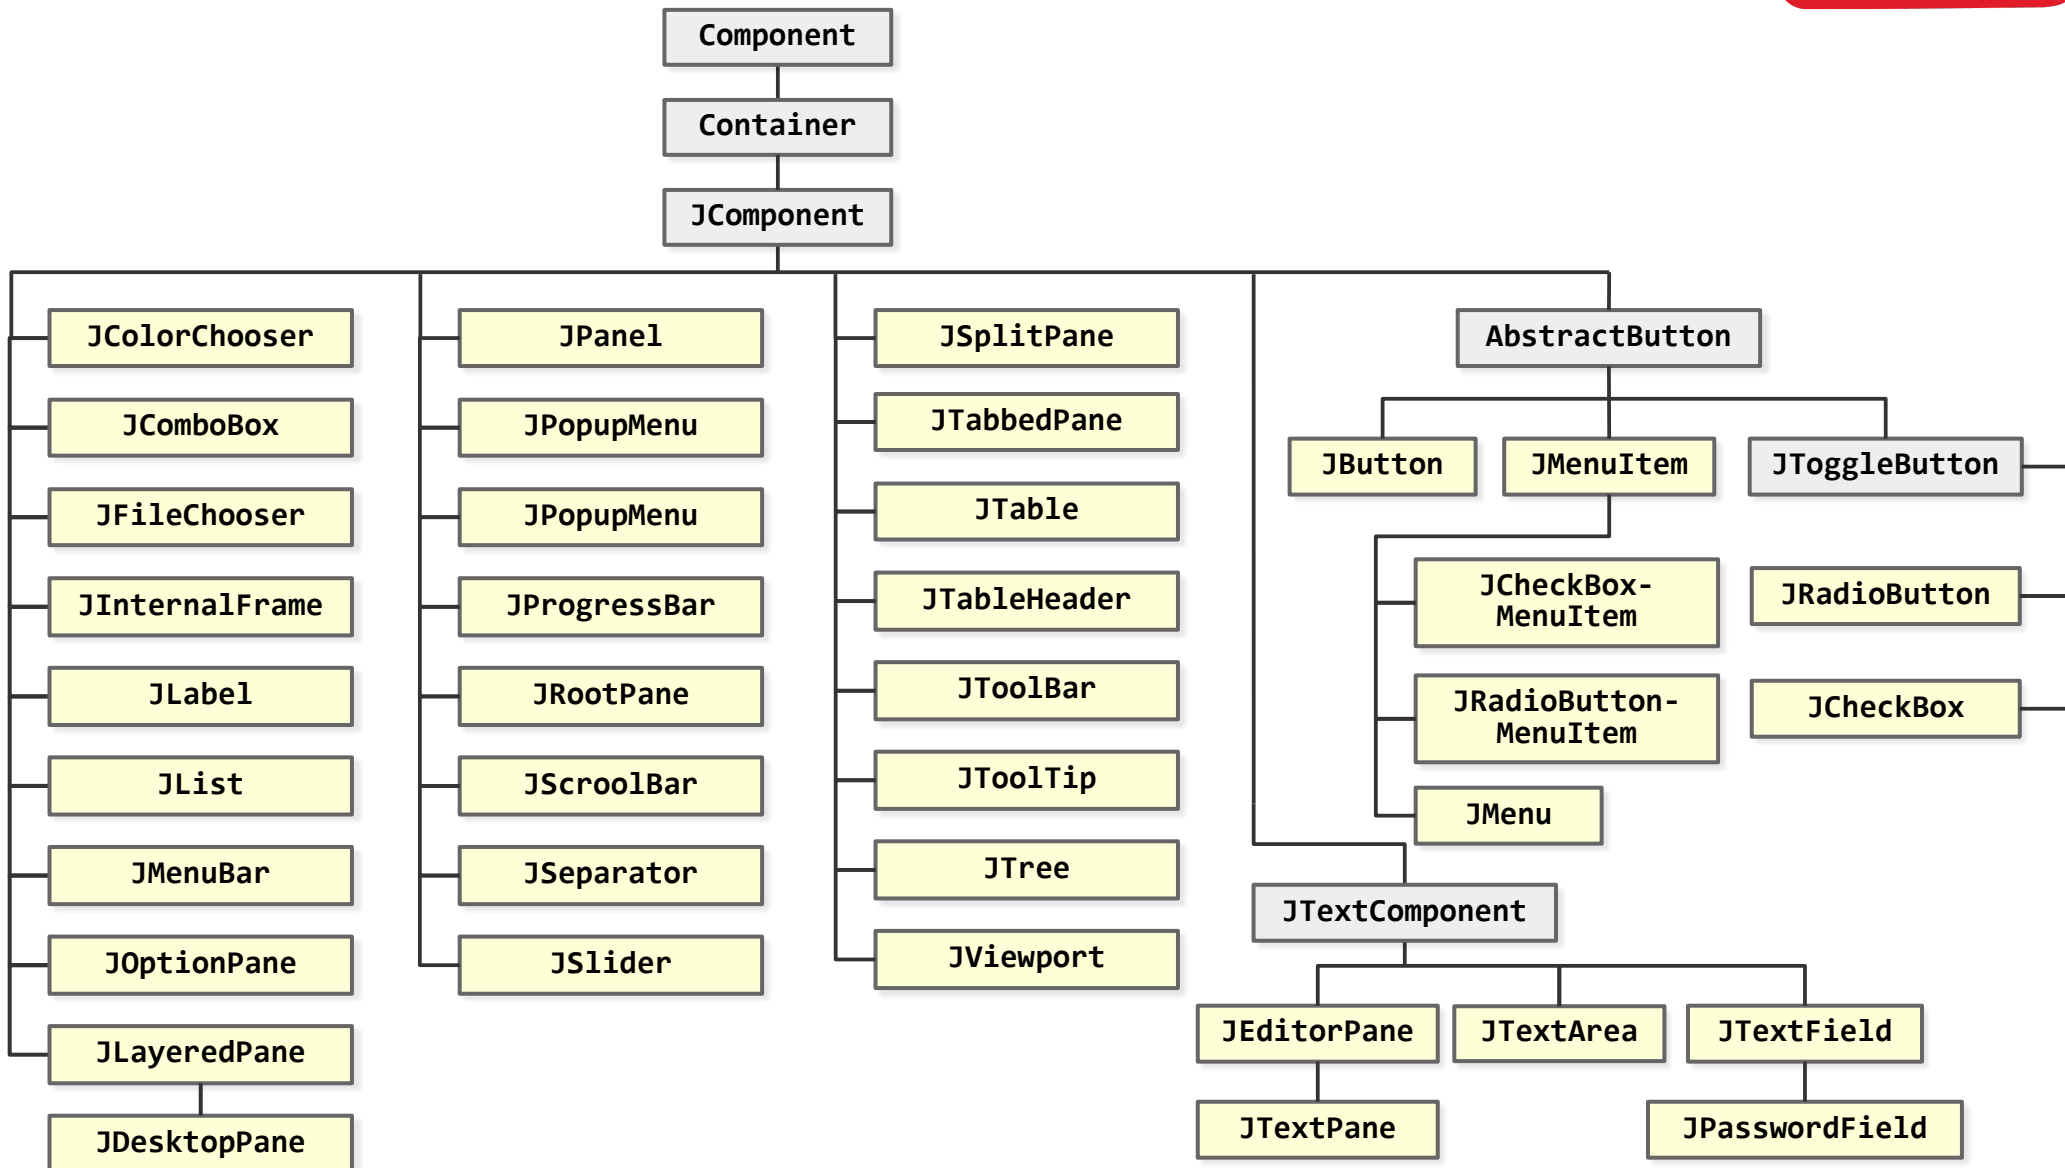 Component
Container
JComponent
JColorChooser
JComboBox
JFileChooser
JInternalFrame
JLabel
JList
JMenuBar
JOptionPane
JLayeredPane
JDesktopPane
JPanel
JPopupMenu
JPopupMenu
JProgressBar
JRootPane
JScroolBar
JSeparator
JSlider
JSplitPane
JTabbedPane
JTable
JTableHeader
JToolBar
JToolTip
JTree
JViewport
AbstractButton
JButton
JMenuItem
JToggleButton
JCheckBox-
MenuItem
JRadioButton-
MenuItem
JMenu
JRadioButton
JCheckBox
JTextComponent
JEditorPane
JTextArea
JTextField
JTextPane
JPasswordField